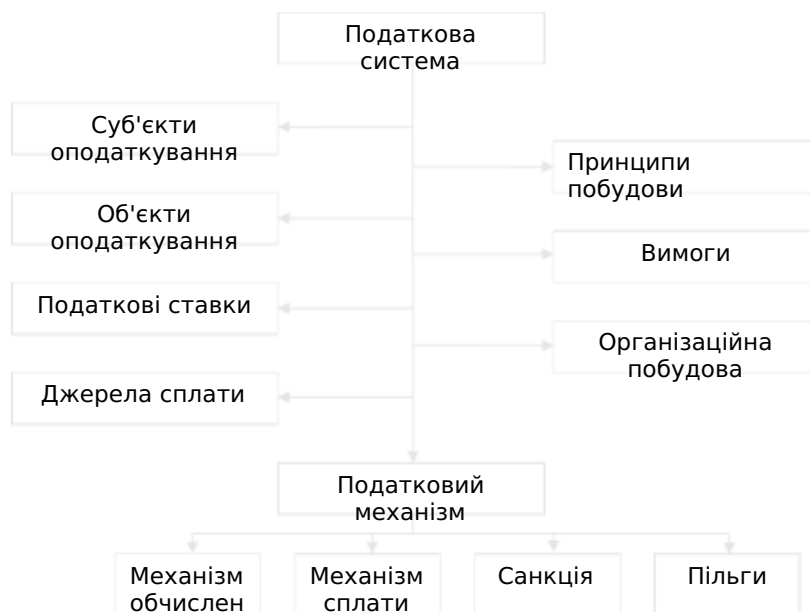 Податкова
система
Суб'єкти
оподаткування
Принципи
побудови
Об'єкти
оподаткування
Вимоги
Податкові ставки
Організаційна
побудова
Джерела сплати
Податковий
механізм
Механізм
обчислен
Механізм
сплати
Санкція
Пільги